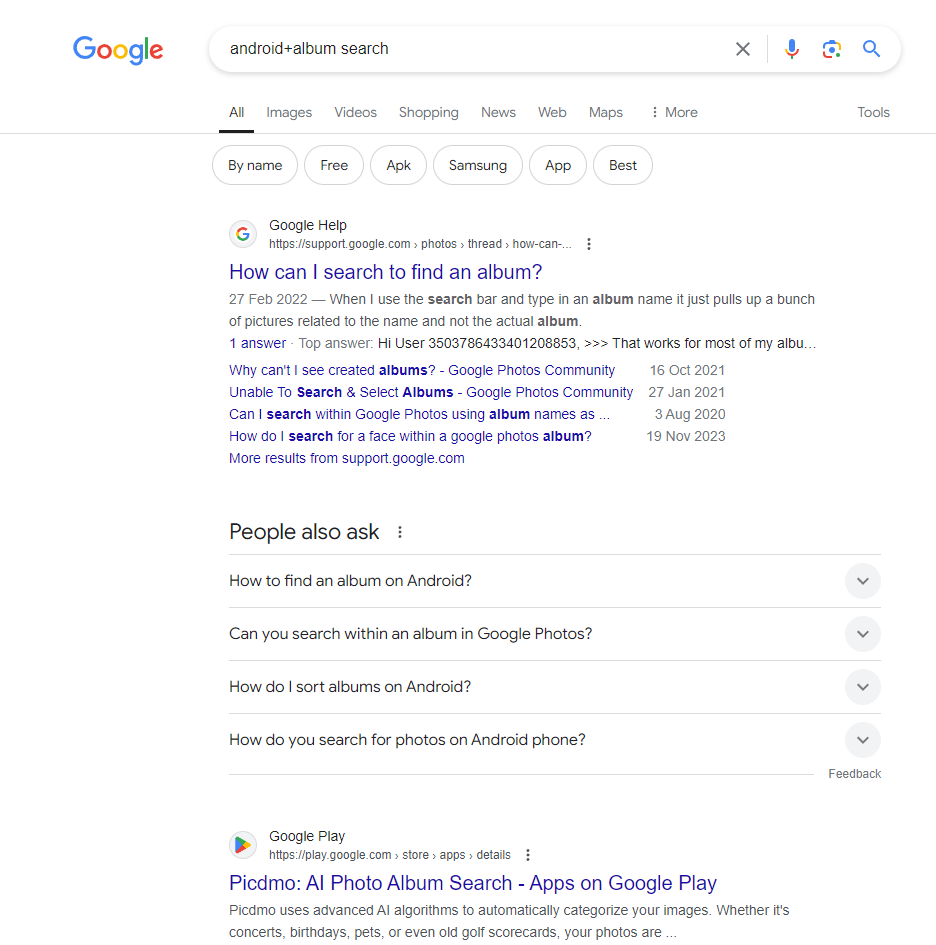 Google
android+album search
All Images Videos Shopping News Web Maps More Tools
By name Free Apk Samsung App Best
Google Help
https://support.google.com › photos › thread › how-can-...
How can I search to find an album?
27 Feb 2022 — When I use the search bar and type in an album name it just pulls up a bunch
of pictures related to the name and not the actual album.
1 answer · Top answer: Hi User 3503786433401208853, >>> That works for most of my albu…
Why can't I see created albums? - Google Photos Community 16 Oct 2021
Unable To Search & Select Albums - Google Photos Community 27 Jan 2021
Can I search within Google Photos using album names as ... 3 Aug 2020
How do I search for a face within a google photos album? 19 Nov 2023
More results from support.google.com
People also ask
How to find an album on Android?
Can you search within an album in Google Photos?
How do I sort albums on Android?
How do you search for photos on Android phone?
Feedback
Google Play
https://play.google.com › store › apps › details
Picdmo: AI Photo Album Search - Apps on Google Play
Picdmo uses advanced AI algorithms to automatically categorize your images. Whether it's
concerts, birthdays, pets, or even old golf scorecards, your photos are ...